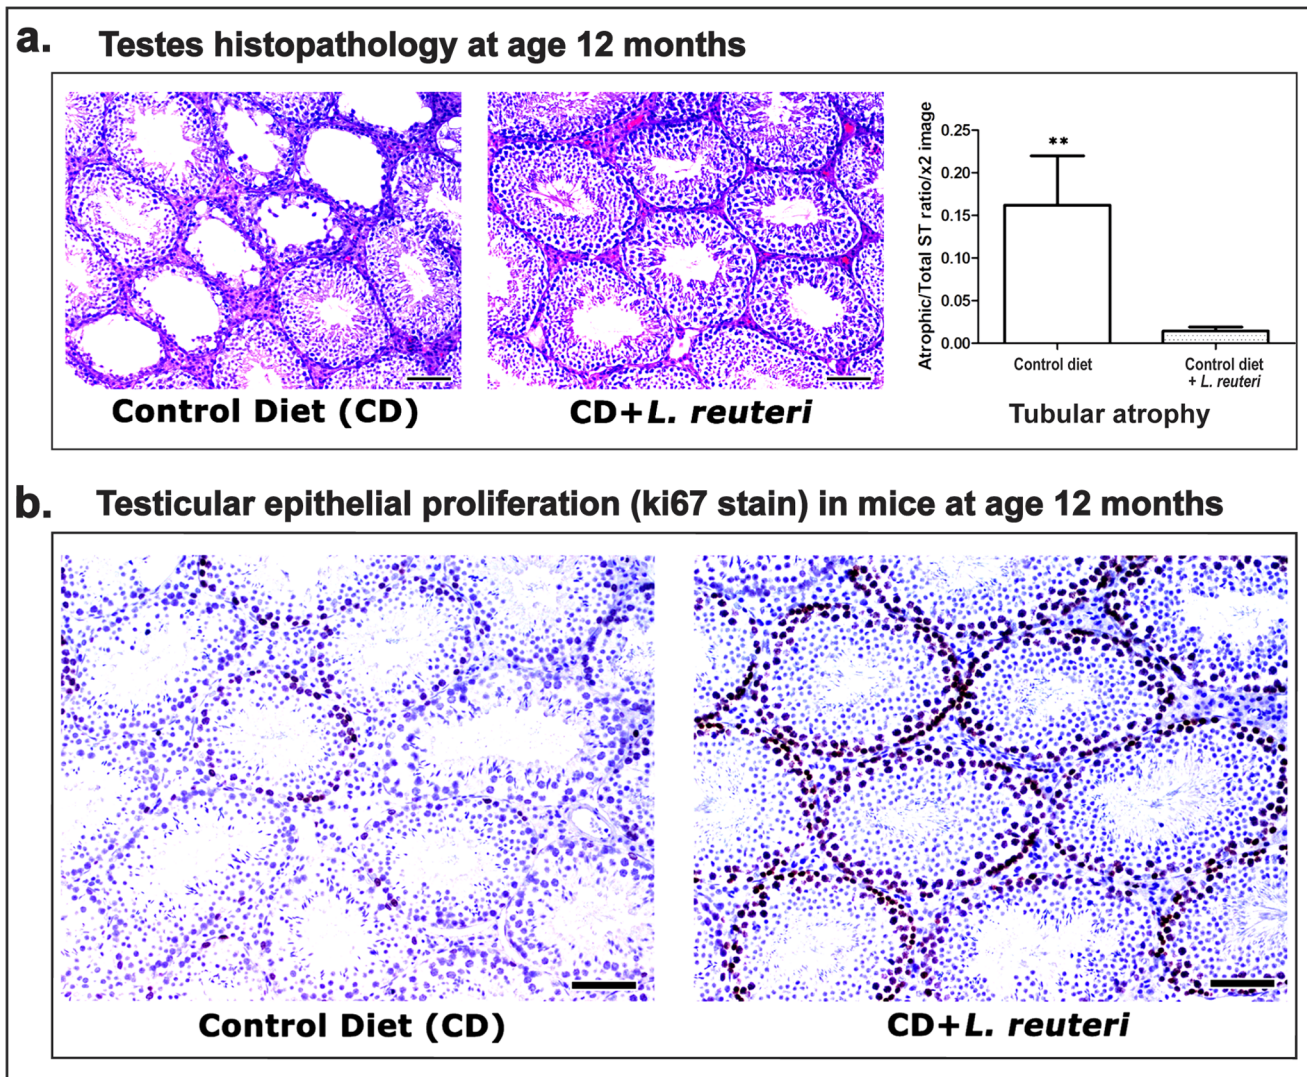 a. Testes histopathology at age 12 months
Control Diet (CD)
CD+L. reuteri
Atrophic/Total ST ratio/x2 image
0.25
0.20
0.15
0.10
0.05
0.00
**
Control diet
Control diet
+ L. reuteri
Tubular atrophy
b. Testicular epithelial proliferation (ki67 stain) in mice at age 12 months
Control Diet (CD)
CD+L. reuteri